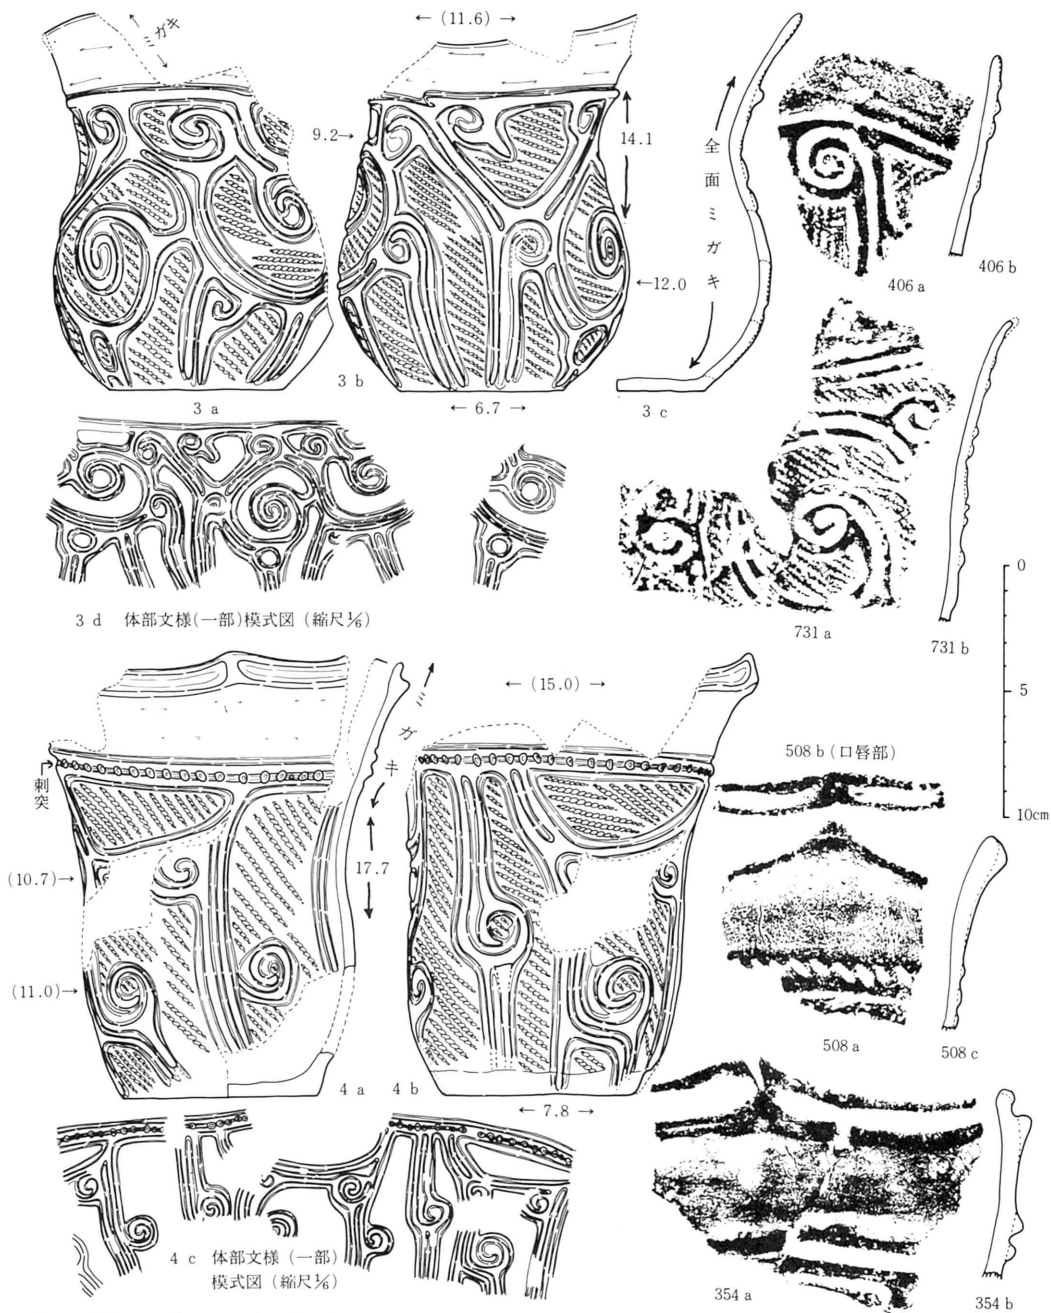 ← (11.6) →
ミガキ
9.2→
14.1
全面ミガキ
←12.0
406 a
406 b
3 a
3 b
← 6.7 →
3 c
3 d 体部文様(一部)模式図 (縮尺⅙)
731 a
731 b
0
5
10cm
← (15.0) →
ミガキ
刺突
17.7
(10.7)→
(11.0)→
508 b (口唇部)
508 a
508 c
4 a
4 b
← 7.8 →
4 c 体部文様 (一部)
模式図 (縮尺⅙)
354 a
354 b